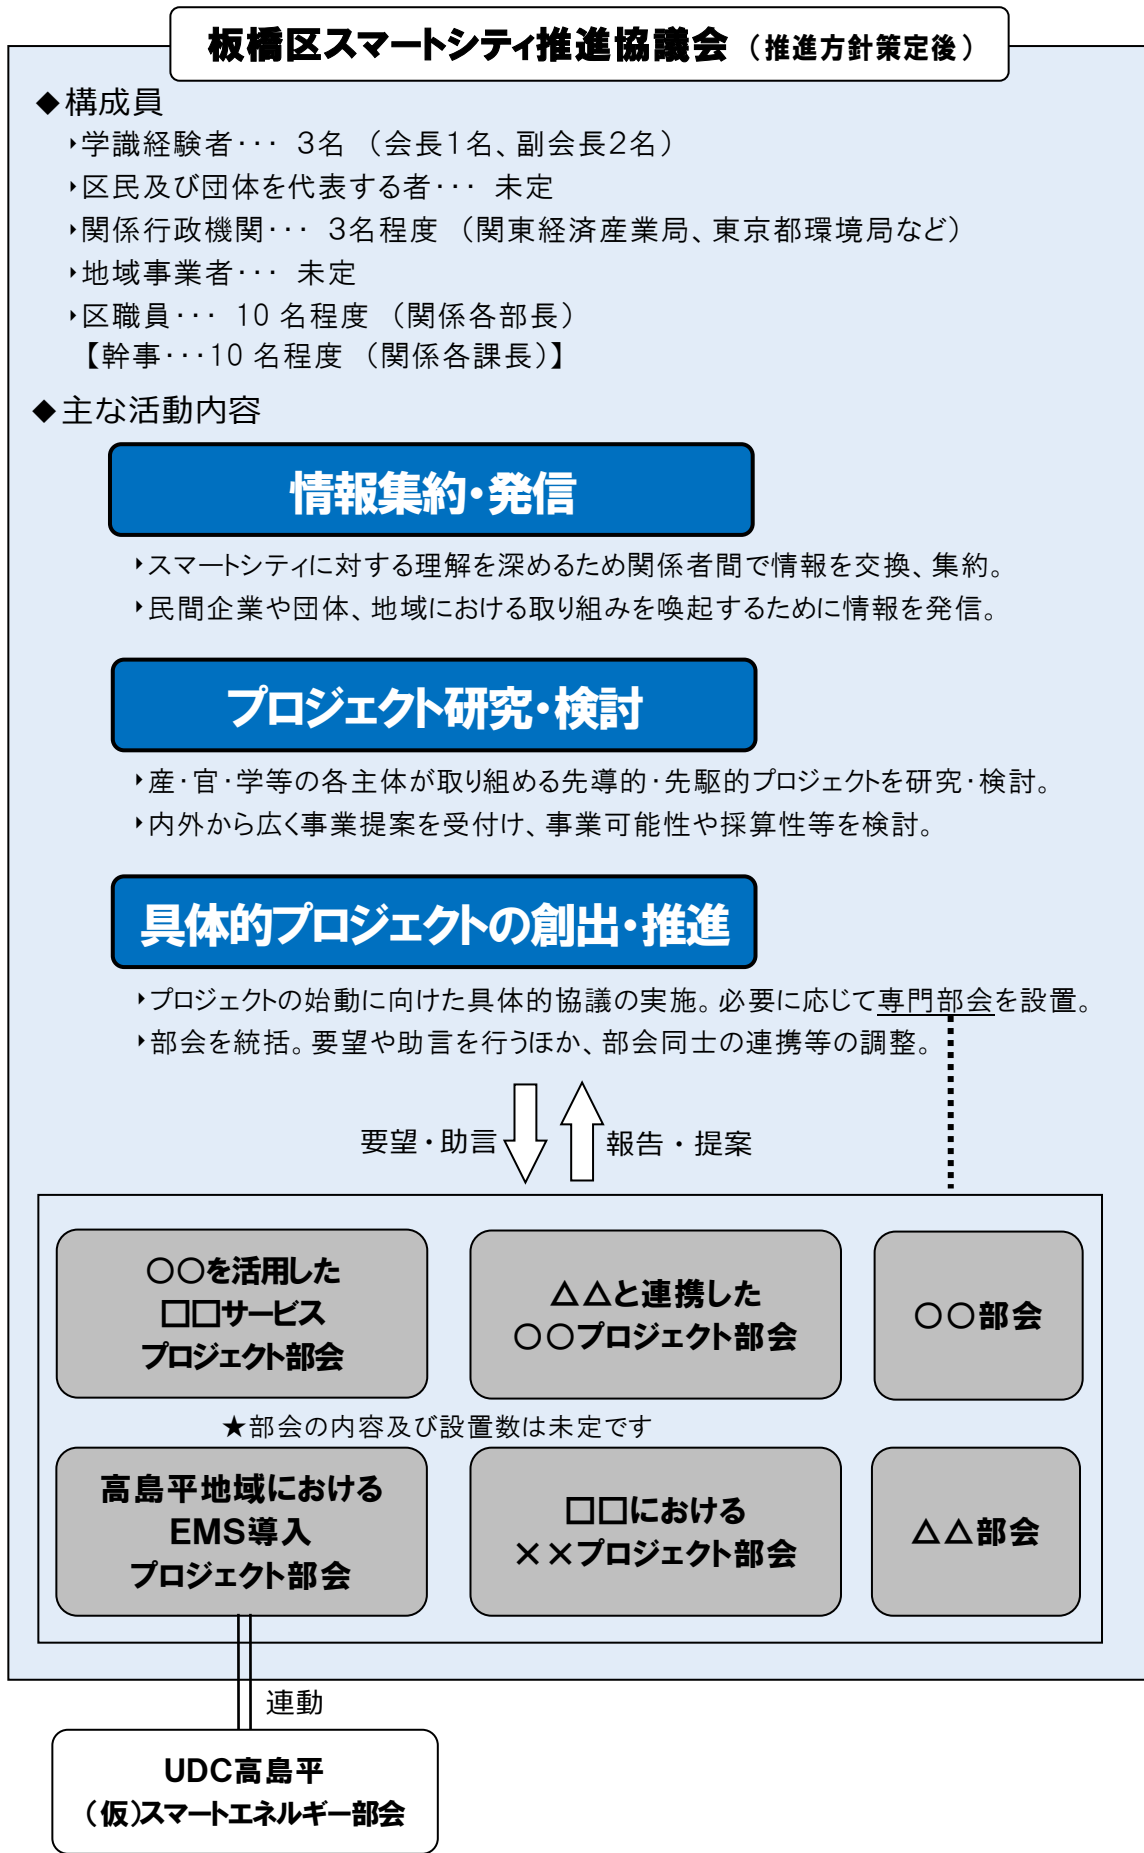 板橋区スマートシティ推進協議会（推進方針策定後）
◆構成員
‣学識経験者･･･ 3名 （会長1名、副会長2名）
‣区民及び団体を代表する者･･･ 未定
‣関係行政機関･･･ 3名程度 （関東経済産業局、東京都環境局など）
‣地域事業者･･･ 未定
‣区職員･･･ 10 名程度 （関係各部長）
【幹事･･･10 名程度 （関係各課長）】
◆主な活動内容
情報集約・発信
‣スマートシティに対する理解を深めるため関係者間で情報を交換、集約。
‣民間企業や団体、地域における取り組みを喚起するために情報を発信。
プロジェクト研究・検討
‣産・官・学等の各主体が取り組める先導的・先駆的プロジェクトを研究・検討。
‣内外から広く事業提案を受付け、事業可能性や採算性等を検討。
具体的プロジェクトの創出・推進
‣プロジェクトの始動に向けた具体的協議の実施。必要に応じて専門部会を設置。
‣部会を統括。要望や助言を行うほか、部会同士の連携等の調整。
要望・助言
報告・提案
○○を活用した
□□サービス
プロジェクト部会
△△と連携した
○○プロジェクト部会
○○部会
★部会の内容及び設置数は未定です
高島平地域における
EMS導入
プロジェクト部会
□□における
××プロジェクト部会
△△部会
連動
UDC高島平
（仮）スマートエネルギー部会